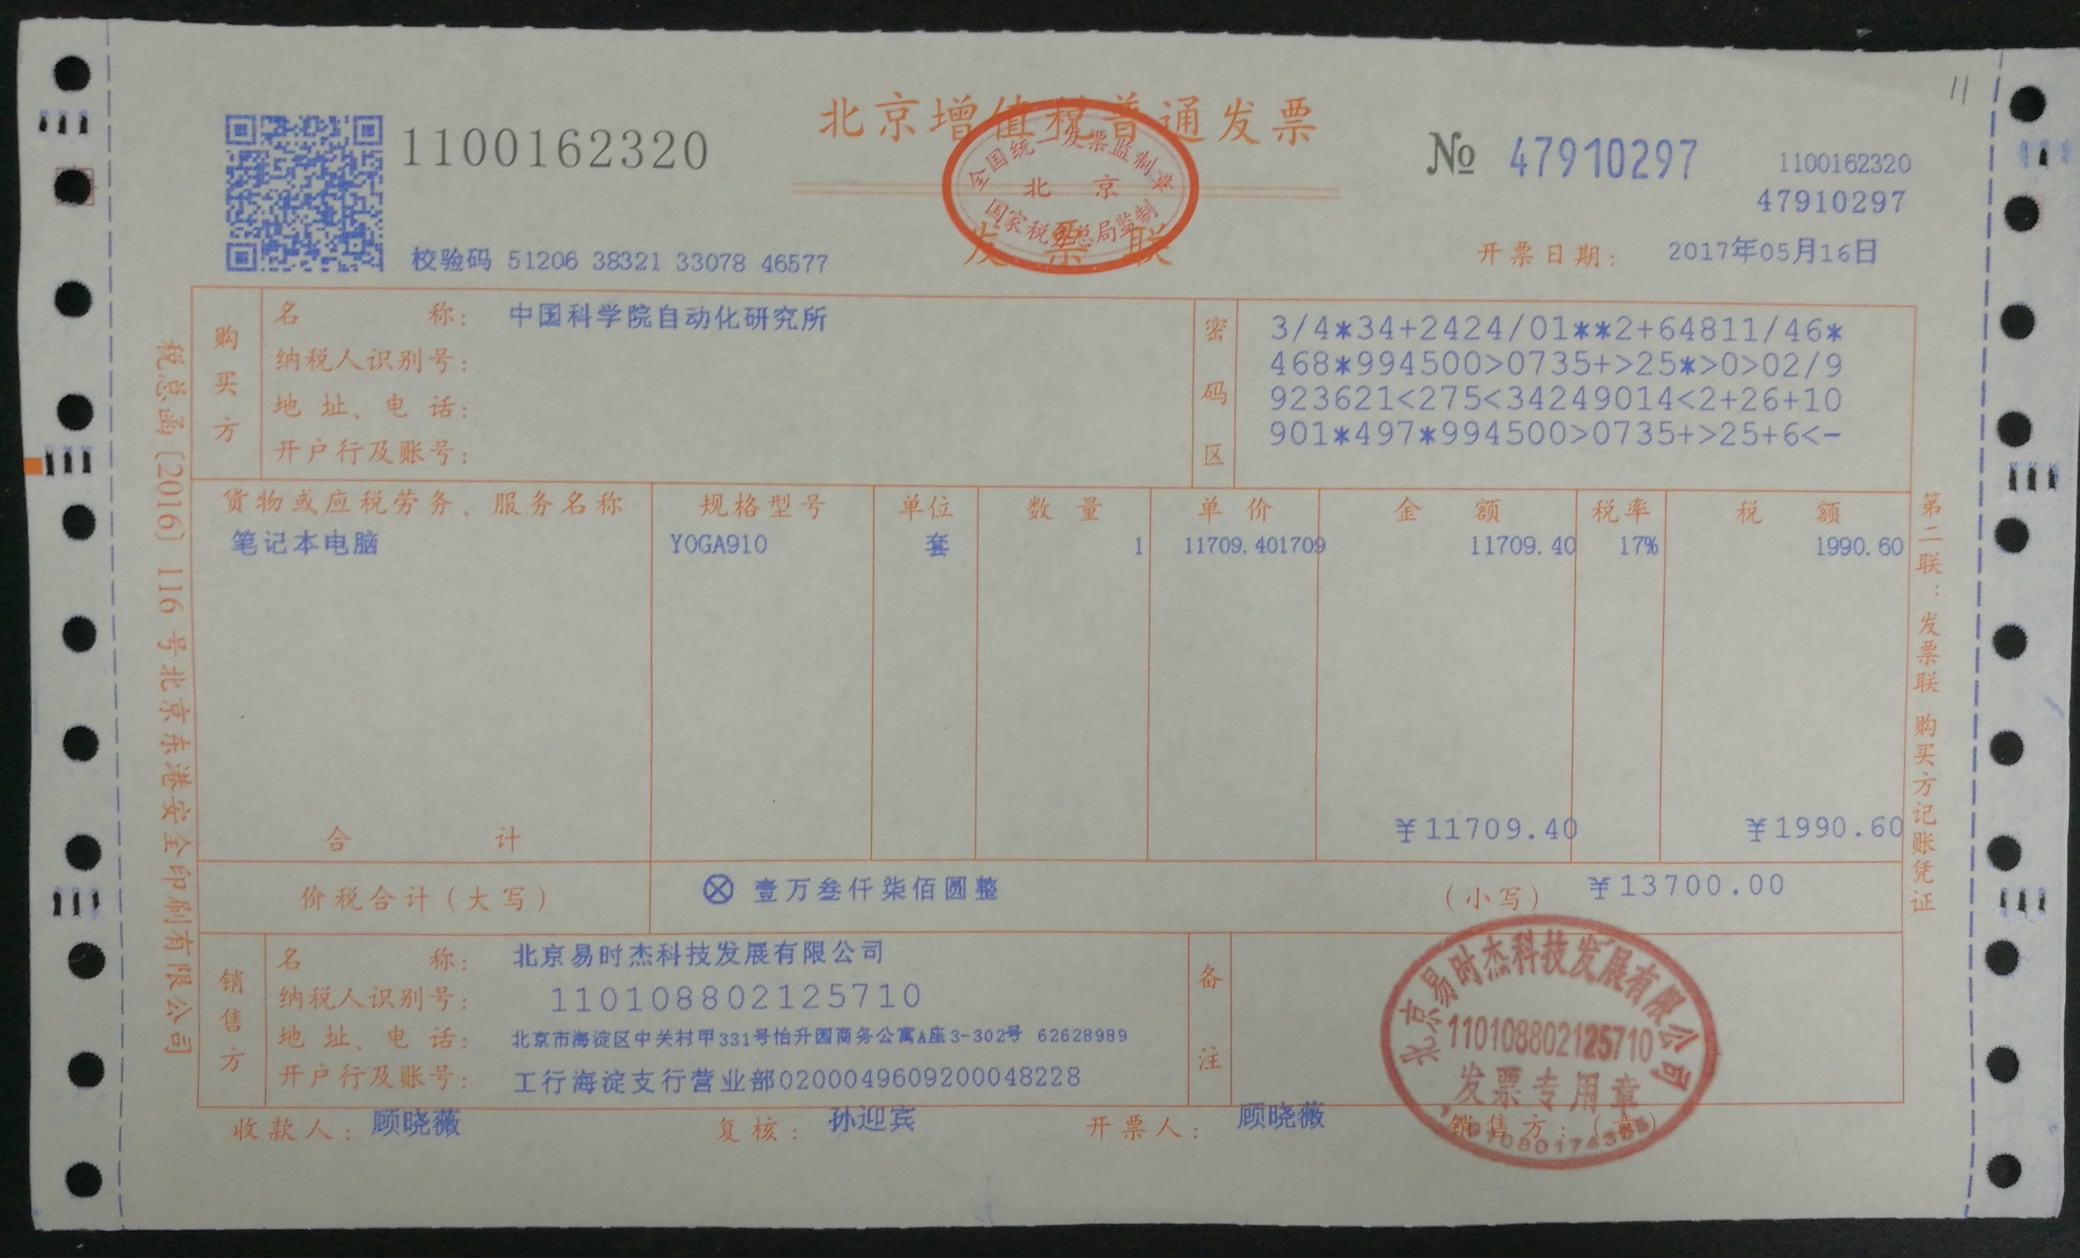 北京增值税普通发票
发票联
全国统一发票监制章
北京
国家税务总局监制
1100162320
№ 47910297
1100162320
47910297
校验码 51206 38321 33078 46577
开票日期: 2017年05月16日
购买方
名称: 中国科学院自动化研究所
纳税人识别号:
地址、电话:
开户行及账号:
密码区
3/4*34+2424/01**2+64811/46*
468*994500>0735+>25*>0>02/9
923621<275<34249014<2+26+10
901*497*994500>0735+>25+6<-
货物或应税劳务、服务名称 规格型号 单位 数量 单价 金额 税率 税额
笔记本电脑 YOGA910 套 1 11709.401709 11709.40 17% 1990.60
合计 ¥11709.40 ¥1990.60
价税合计(大写) ⊗壹万叁仟柒佰圆整 (小写) ¥13700.00
销售方
名称: 北京易时杰科技发展有限公司
纳税人识别号: 110108802125710
地址、电话: 北京市海淀区中关村甲331号怡升园商务公寓A座3-302号 62628989
开户行及账号: 工行海淀支行营业部0200049609200048228
备注
北京易时杰科技发展有限公司
110108802125710
发票专用章
收款人: 顾晓薇 复核: 孙迎宾 开票人: 顾晓薇 销售方:(章)
税总函〔2016〕116号北京东港安全印刷有限公司
第二联:发票联 购买方记账凭证
11